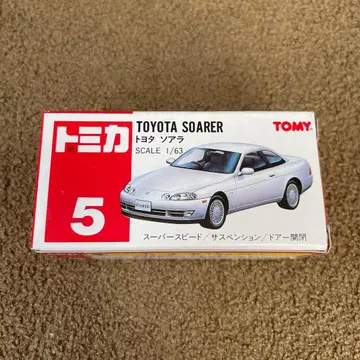 トミカ
5
TOYOTA SOARER
トヨタ ソアラ
SCALE 1/63
TOMY
スーパースピード/サスペンション/ドアー開閉